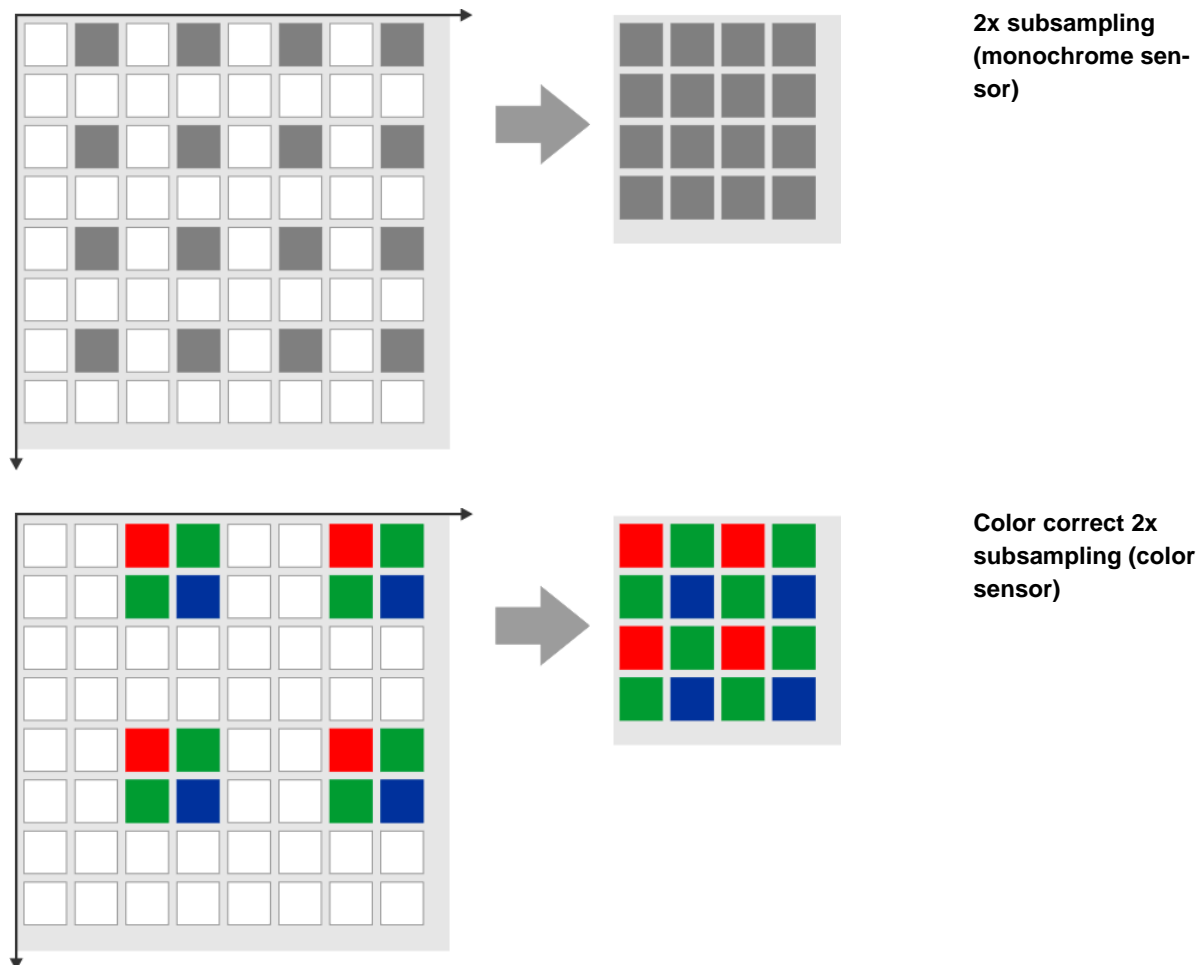 2x subsampling
(monochrome sen-
sor)
Color correct 2x
subsampling (color
sensor)